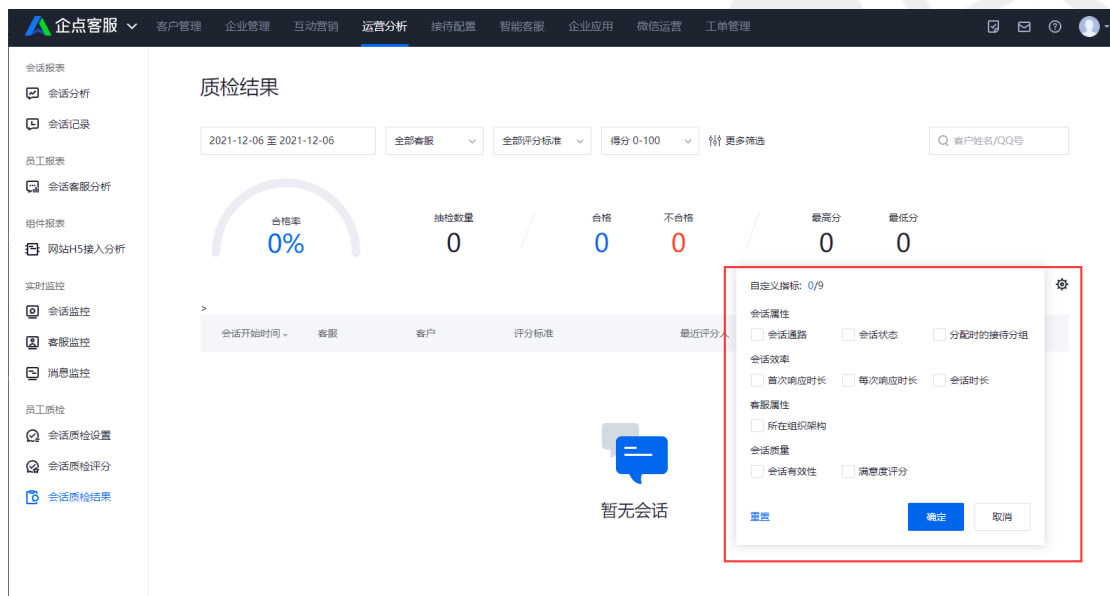 企点客服 客户管理 企业管理 互动营销 运营分析 接待配置 智能客服 企业应用 微信运营 工单管理
会话报表
会话分析
会话记录
员工报表
会话客服分析
组件报表
网站H5接入分析
实时监控
会话监控
客服监控
消息监控
员工质检
会话质检设置
会话质检评分
会话质检结果
质检结果
2021-12-06 至 2021-12-06 全部客服 全部评分标准 得分 0-100 更多筛选 客户姓名/QQ号
合格率 抽检数量 合格 不合格 最高分 最低分
0% 0 0 0 0 0
>
会话开始时间 客服 客户 评分标准 最近评分人
暂无会话
自定义指标: 0/9
会话属性
会话通路 会话状态 分配时的接待分组
会话效率
首次响应时长 每次响应时长 会话时长
客服属性
所在组织架构
会话质量
会话有效性 满意度评分
重置 确定 取消